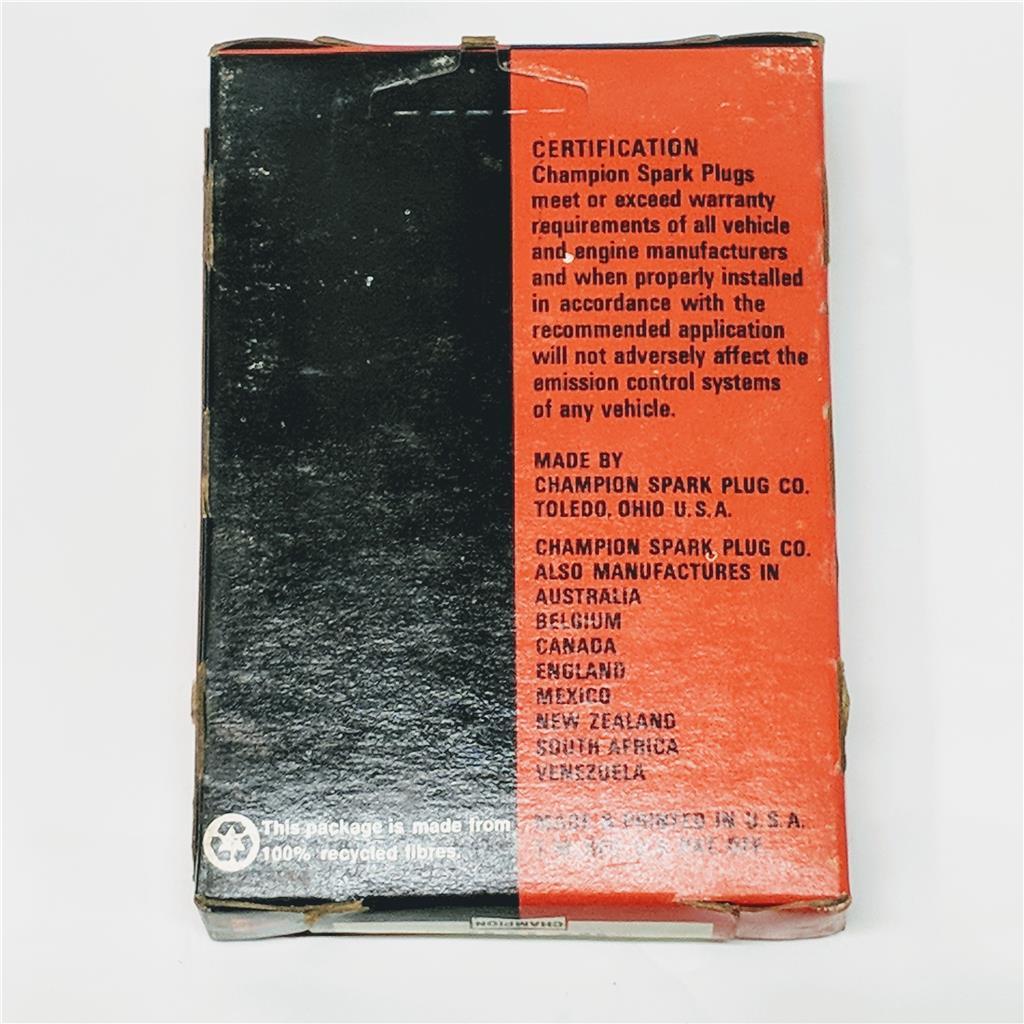 CERTIFICATION
Champion Spark Plugs
meet or exceed warranty
requirements of all vehicle
and engine manufacturers
and when properly installed
in accordance with the
recommended application
will not adversely affect the
emission control systems
of any vehicle.
MADE BY
CHAMPION SPARK PLUG CO.
TOLEDO, OHIO U.S.A.
CHAMPION SPARK PLUG CO.
ALSO MANUFACTURES IN
AUSTRALIA
BELGIUM
CANADA
ENGLAND
MEXICO
NEW ZEALAND
SOUTH AFRICA
VENEZUELA
MADE & PRINTED IN U.S.A.
This package is made from
100% recycled fibres.
CHAMPION